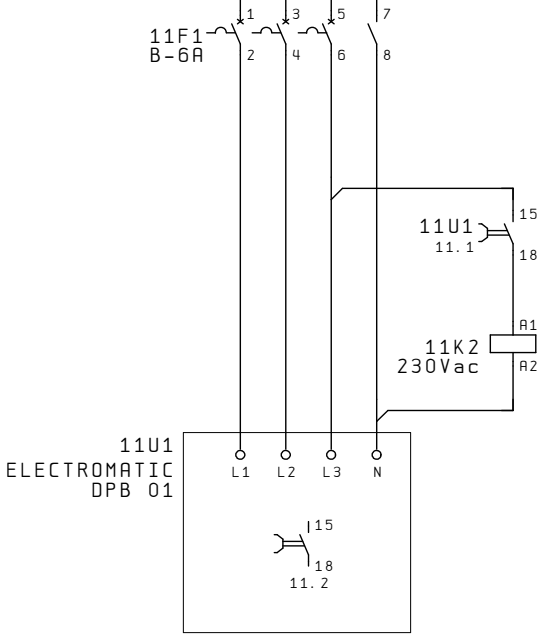 1 3 5 7
11F1
B-6A
2 4 6 8
15
11U1
11.1
18
A1
11K2
230Vac
A2
11U1
ELECTROMATIC
DPB 01
L1 L2 L3 N
15
18
11.2